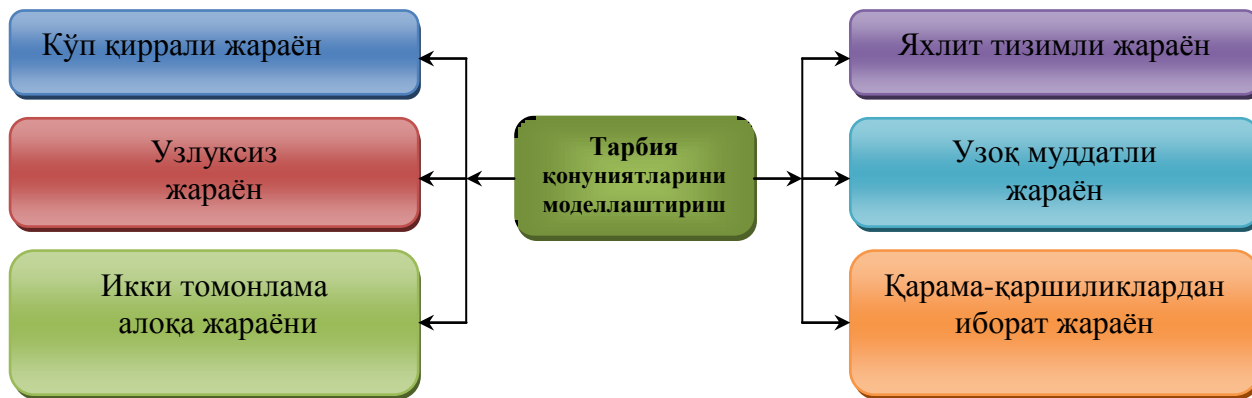 Кўп қиррали жараён
Узлуксиз
жараён
Икки томонлама
алоқа жараёни
Тарбия
қонуниятларини
моделлаштириш
Яхлит тизимли жараён
Узоқ муддатли
жараён
Қарама-қаршиликлардан
иборат жараён